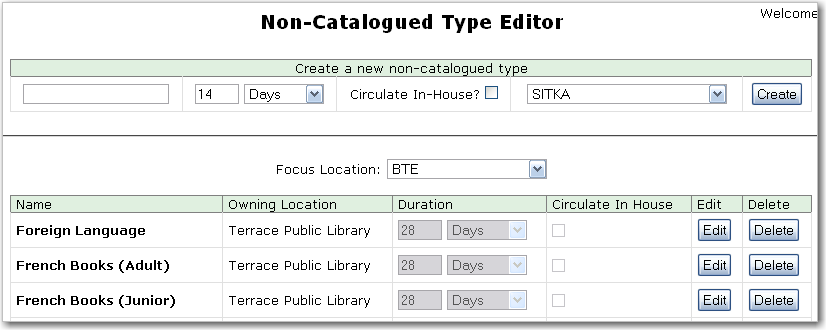 Welcome
Non-Catalogued Type Editor
Create a new non-catalogued type
14 Days Circulate In-House? SITKA Create
Focus Location: BTE
Name Owning Location Duration Circulate In House Edit Delete
Foreign Language Terrace Public Library 28 Days Edit Delete
French Books (Adult) Terrace Public Library 28 Days Edit Delete
French Books (Junior) Terrace Public Library 28 Days Edit Delete